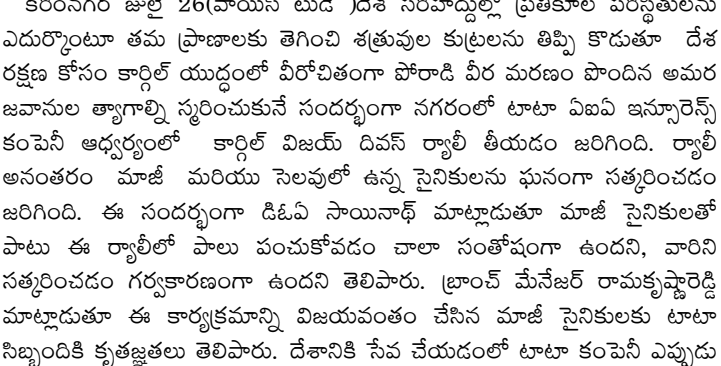 కరీంనగర్ జులై 26(వాయిస్ టుడే )దేశ సరిహద్దుల్లో ప్రతికూల పరిస్థితులను
ఎదుర్కొంటూ తమ ప్రాణాలకు తెగించి శత్రువుల కుట్రలను తిప్పి కొడుతూ దేశ
రక్షణ కోసం కార్గిల్ యుద్ధంలో వీరోచితంగా పోరాడి వీర మరణం పొందిన అమర
జవానుల త్యాగాల్ని స్మరించుకునే సందర్భంగా నగరంలో టాటా ఏఐఏ ఇన్సూరెన్స్
కంపెనీ ఆధ్వర్యంలో కార్గిల్ విజయ్ దివస్ ర్యాలీ తీయడం జరిగింది. ర్యాలీ
అనంతరం మాజీ మరియు సెలవులో ఉన్న సైనికులను ఘనంగా సత్కరించడం
జరిగింది. ఈ సందర్భంగా డిఓఏ సాయినాథ్ మాట్లాడుతూ మాజీ సైనికులతో
పాటు ఈ ర్యాలీలో పాలు పంచుకోవడం చాలా సంతోషంగా ఉందని, వారిని
సత్కరించడం గర్వకారణంగా ఉందని తెలిపారు. బ్రాంచ్ మేనేజర్ రామకృష్ణారెడ్డి
మాట్లాడుతూ ఈ కార్యక్రమాన్ని విజయవంతం చేసిన మాజీ సైనికులకు టాటా
సిబ్బందికి కృతజ్ఞతలు తెలిపారు. దేశానికి సేవ చేయడంలో టాటా కంపెనీ ఎప్పుడు